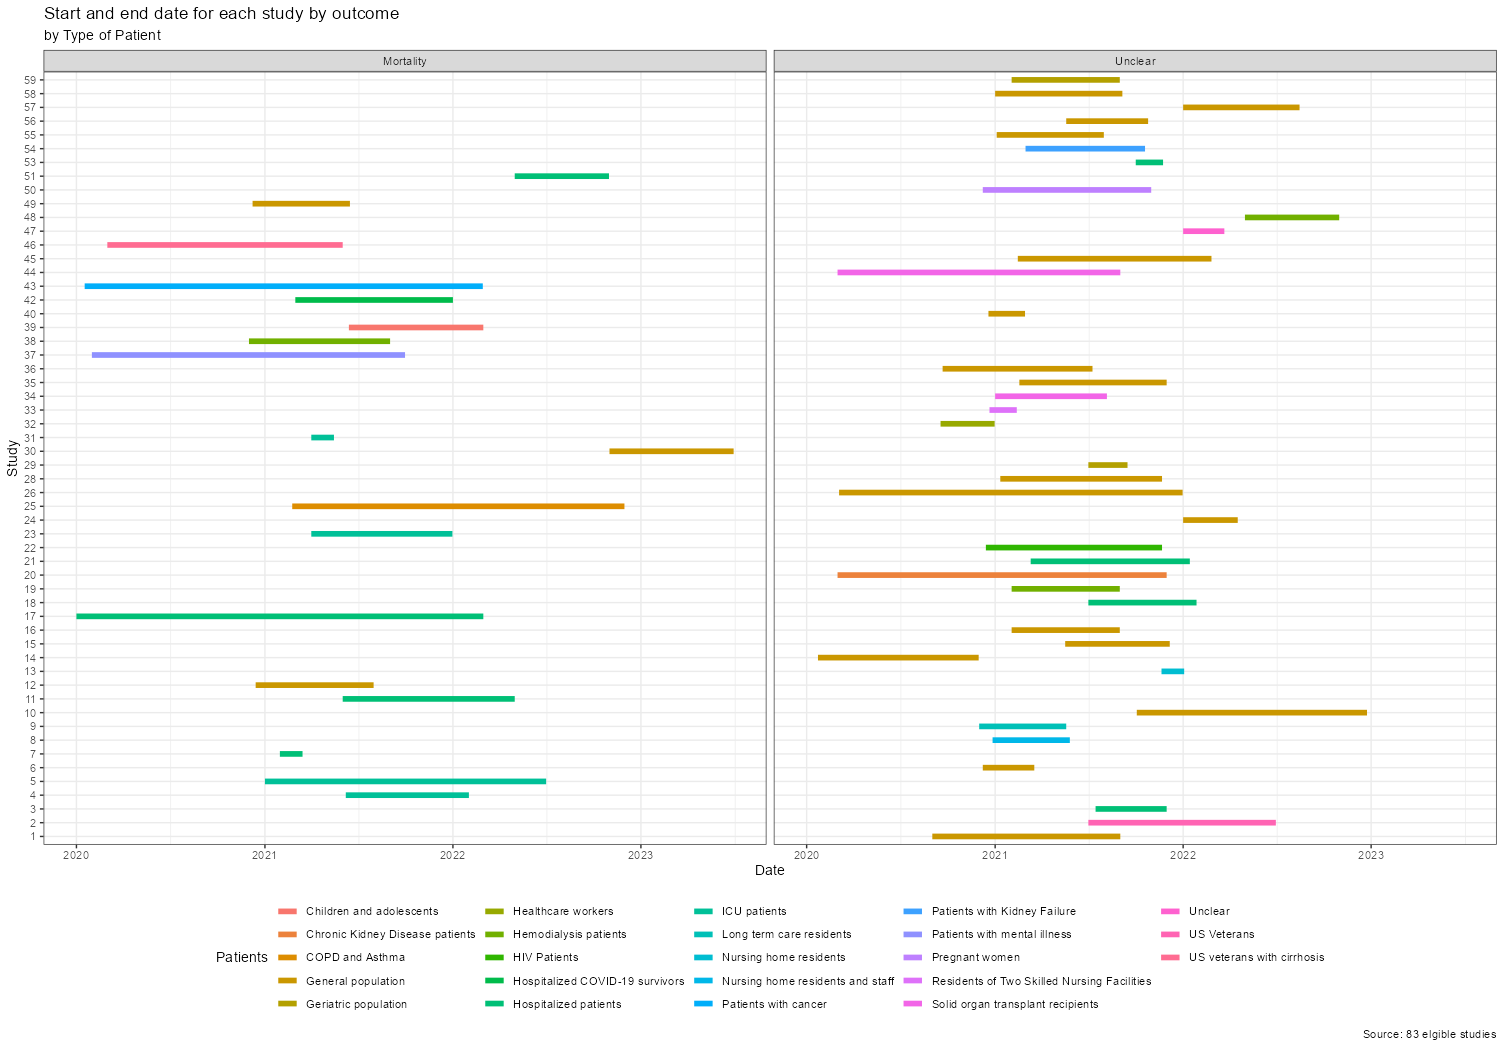 Start and end date for each study by outcome
by Type of Patient
Mortality
Unclear
59
58
57
56
55
54
53
51
50
49
48
47
46
45
44
43
42
40
39
38
37
36
35
34
33
32
31
30
29
28
26
25
24
23
22
21
20
19
18
17
16
15
14
13
12
11
10
9
8
7
6
5
4
3
2
1
Study
2020 2021 2022 2023
2020 2021 2022 2023
Date
Patients
Children and adolescents
Chronic Kidney Disease patients
COPD and Asthma
General population
Geriatric population
Healthcare workers
Hemodialysis patients
HIV Patients
Hospitalized COVID-19 survivors
Hospitalized patients
ICU patients
Long term care residents
Nursing home residents
Nursing home residents and staff
Patients with cancer
Patients with Kidney Failure
Patients with mental illness
Pregnant women
Residents of Two Skilled Nursing Facilities
Solid organ transplant recipients
Unclear
US Veterans
US veterans with cirrhosis
Source: 83 elgible studies